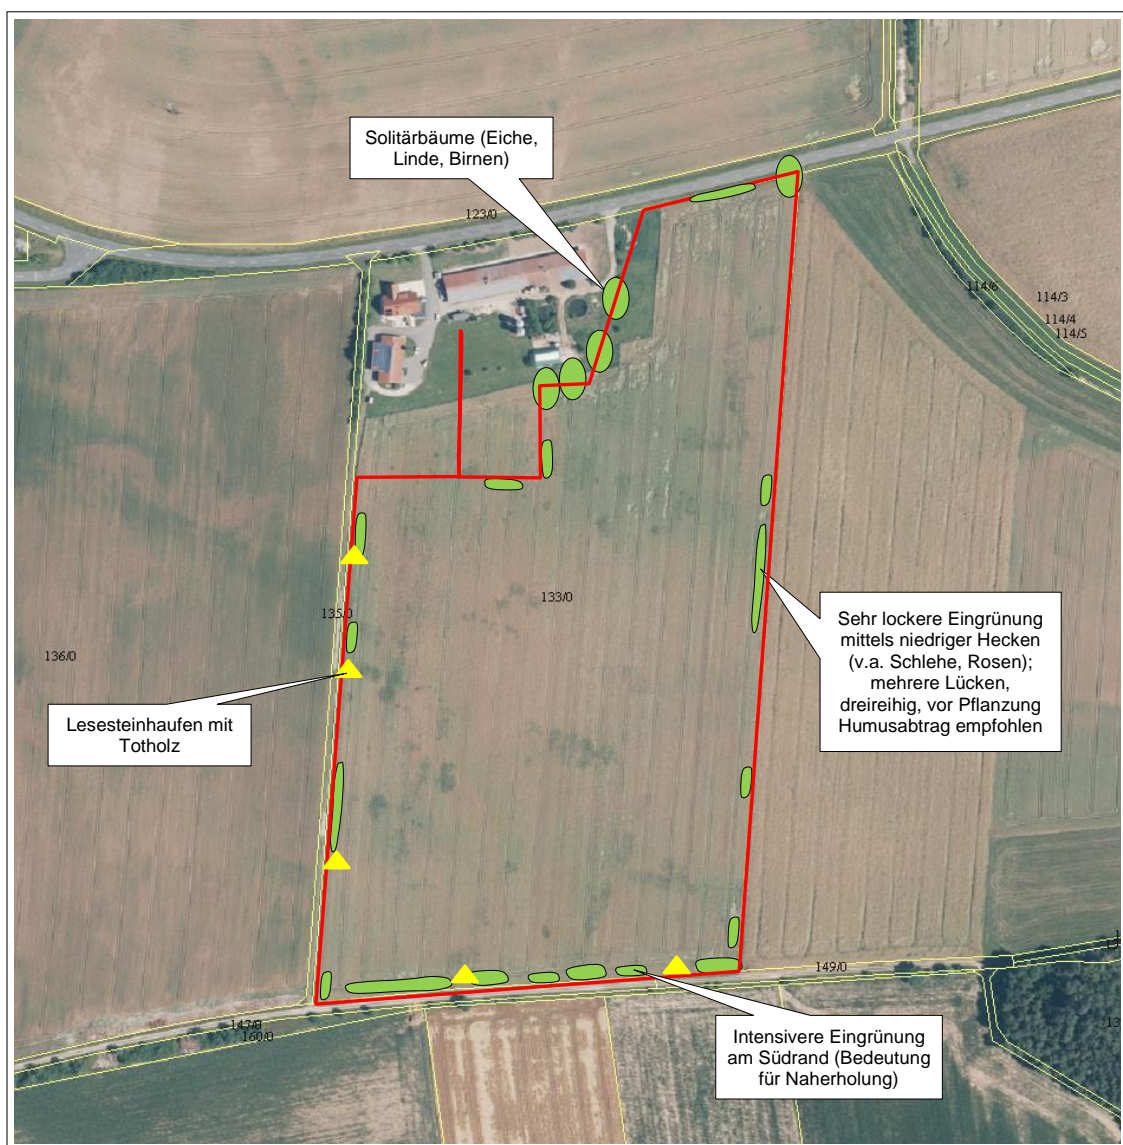 Solitärbäume (Eiche,
Linde, Birnen)
123/0
114/6
114/3
114/4
114/5
133/0
135/0
136/0
Sehr lockere Eingrünung
mittels niedriger Hecken
(v.a. Schlehe, Rosen);
mehrere Lücken,
dreireihig, vor Pflanzung
Humusabtrag empfohlen
Lesesteinhaufen mit
Totholz
149/0
147/0
160/0
Intensivere Eingrünung
am Südrand (Bedeutung
für Naherholung)